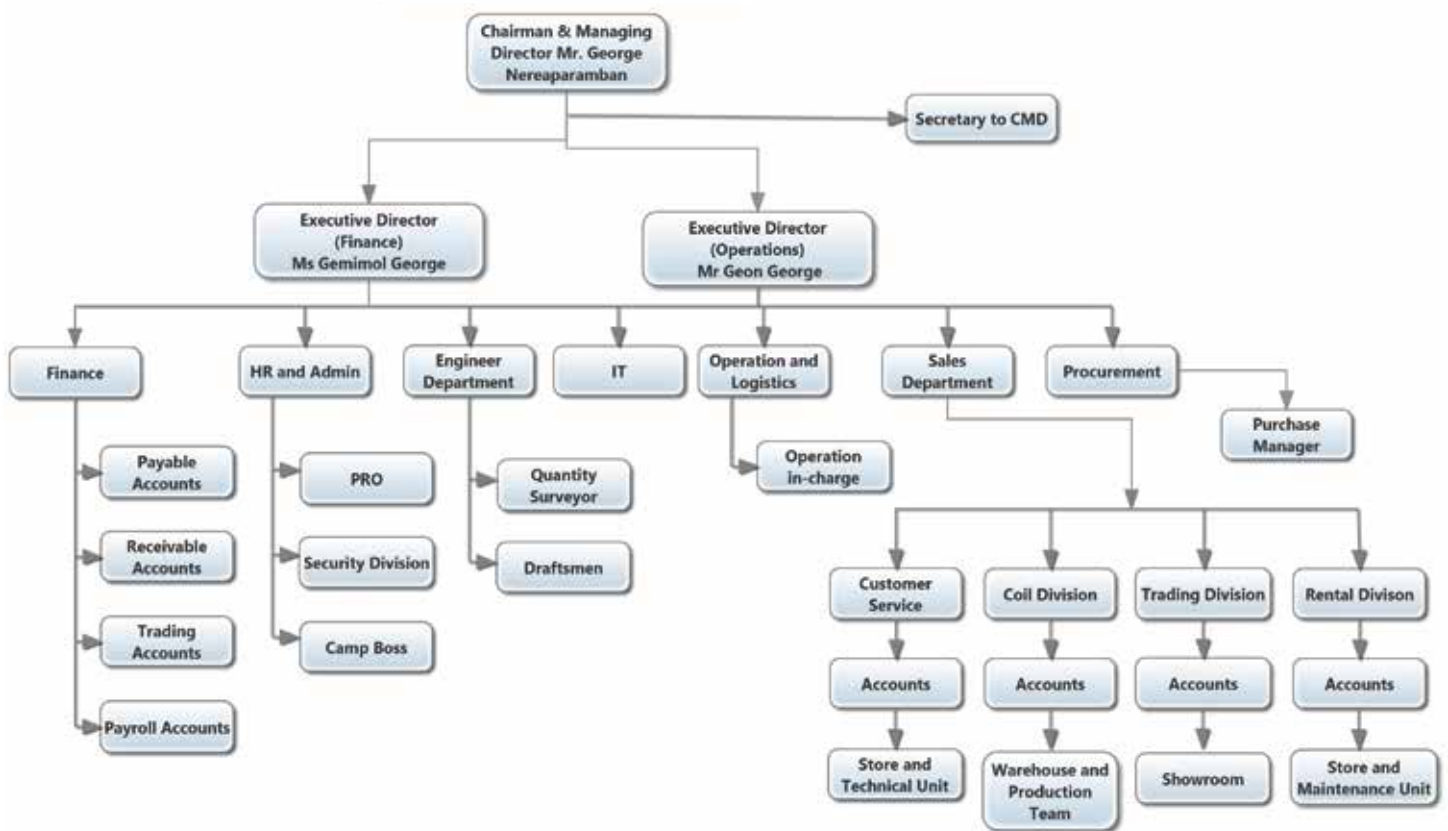 Chairman & Managing
Director Mr. George
Nereaparamban
Secretary to CMD
Executive Director
(Finance)
Ms Gemimol George
Executive Director
(Operations)
Mr Geon George
Finance
HR and Admin
Engineer
Department
IT
Operation and
Logistics
Sales
Department
Procurement
Purchase
Manager
Payable
Accounts
Receivable
Accounts
Trading
Accounts
Payroll Accounts
PRO
Security Division
Camp Boss
Quantity
Surveyor
Draftsmen
Operation
in-charge
Customer
Service
Coil Division
Trading Division
Rental Divison
Accounts
Accounts
Accounts
Accounts
Store and
Technical Unit
Warehouse and
Production
Team
Showroom
Store and
Maintenance Unit